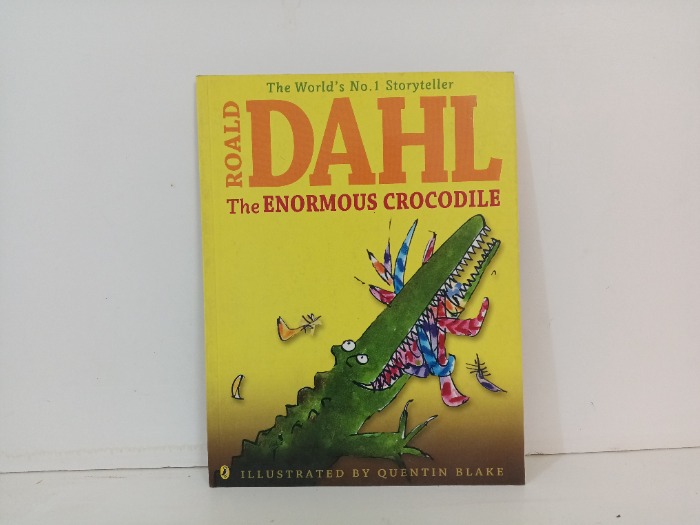 The World's No.1 Storyteller
ROALD
DAHL
The ENORMOUS CROCODILE
ILLUSTRATED BY QUENTIN BLAKE